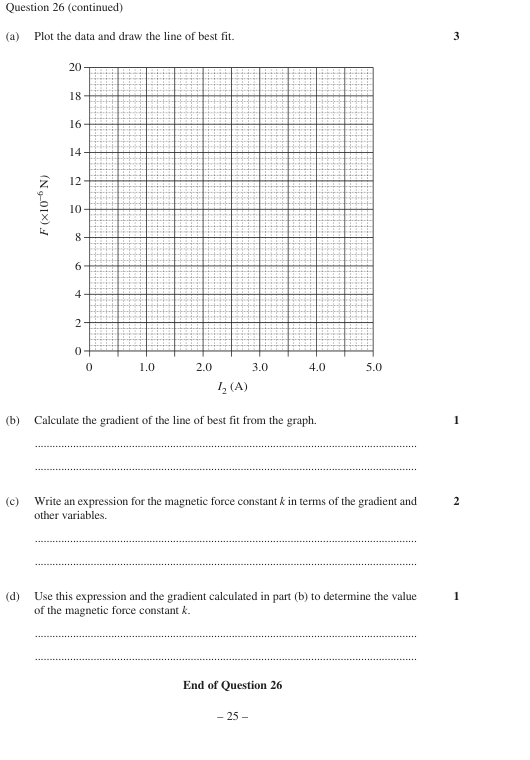 Question 26 (continued)
(a) Plot the data and draw the line of best fit. 3
20
18
16
14
12
10
8
6
4
2
0
F (×10⁻⁶ N)
0 1.0 2.0 3.0 4.0 5.0
I₂ (A)
(b) Calculate the gradient of the line of best fit from the graph. 1
(c) Write an expression for the magnetic force constant k in terms of the gradient and 2
other variables.
(d) Use this expression and the gradient calculated in part (b) to determine the value 1
of the magnetic force constant k.
End of Question 26
– 25 –